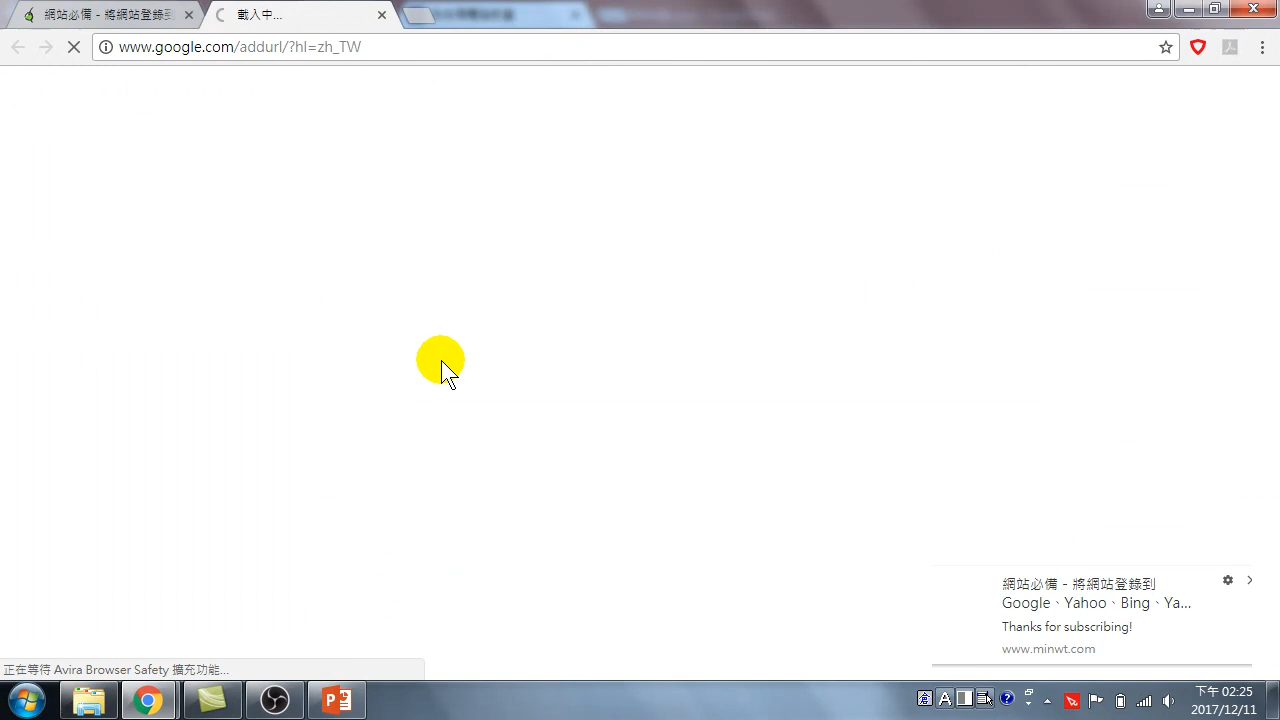 網站必備 - 將網站登錄到
載入中...
www.google.com/addurl/?hl=zh_TW
網站必備 - 將網站登錄到
Google、Yahoo、Bing、Ya...
Thanks for subscribing!
www.minwt.com
正在等待 Avira Browser Safety 擴充功能...
A
下午 02:25
2017/12/11